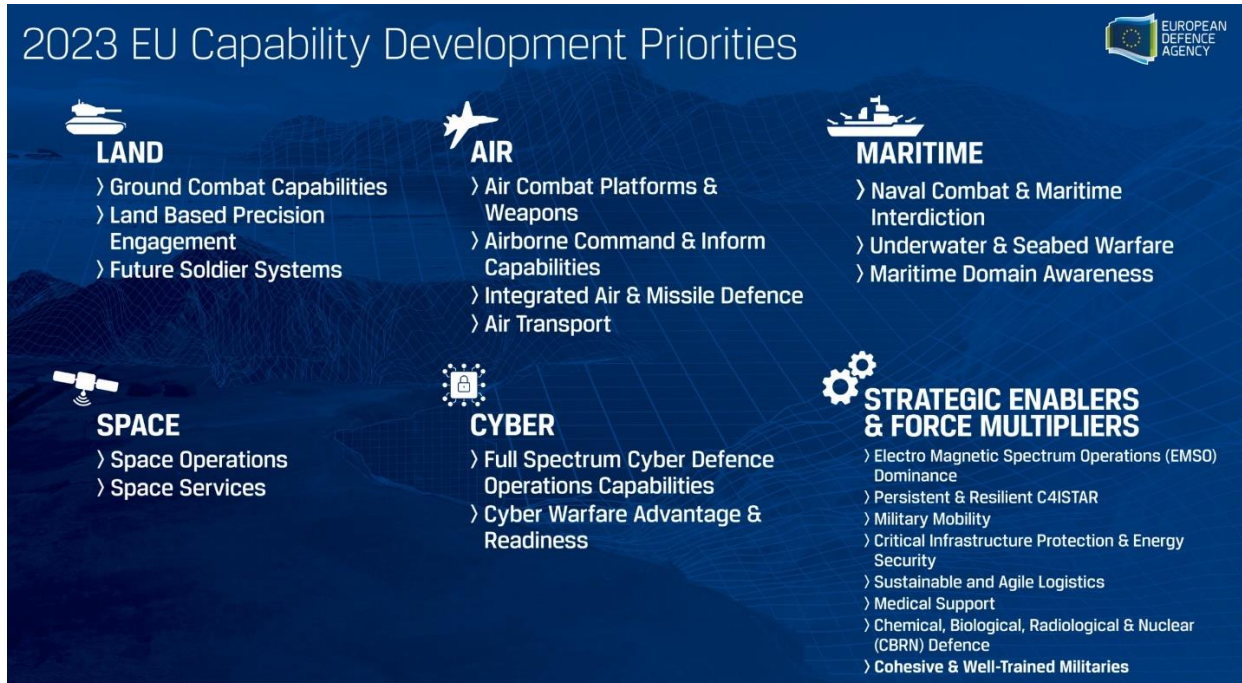 2023 EU Capability Development Priorities
EUROPEAN
DEFENCE
AGENCY
LAND
〉Ground Combat Capabilities
〉Land Based Precision
Engagement
〉Future Soldier Systems
AIR
〉Air Combat Platforms &
Weapons
〉Airborne Command & Inform
Capabilities
〉Integrated Air & Missile Defence
〉Air Transport
MARITIME
〉Naval Combat & Maritime
Interdiction
〉Underwater & Seabed Warfare
〉Maritime Domain Awareness
SPACE
〉Space Operations
〉Space Services
CYBER
〉Full Spectrum Cyber Defence
Operations Capabilities
〉Cyber Warfare Advantage &
Readiness
STRATEGIC ENABLERS
& FORCE MULTIPLIERS
〉Electro Magnetic Spectrum Operations (EMSO)
Dominance
〉Persistent & Resilient C4ISTAR
〉Military Mobility
〉Critical Infrastructure Protection & Energy
Security
〉Sustainable and Agile Logistics
〉Medical Support
〉Chemical, Biological, Radiological & Nuclear
(CBRN) Defence
〉Cohesive & Well-Trained Militaries